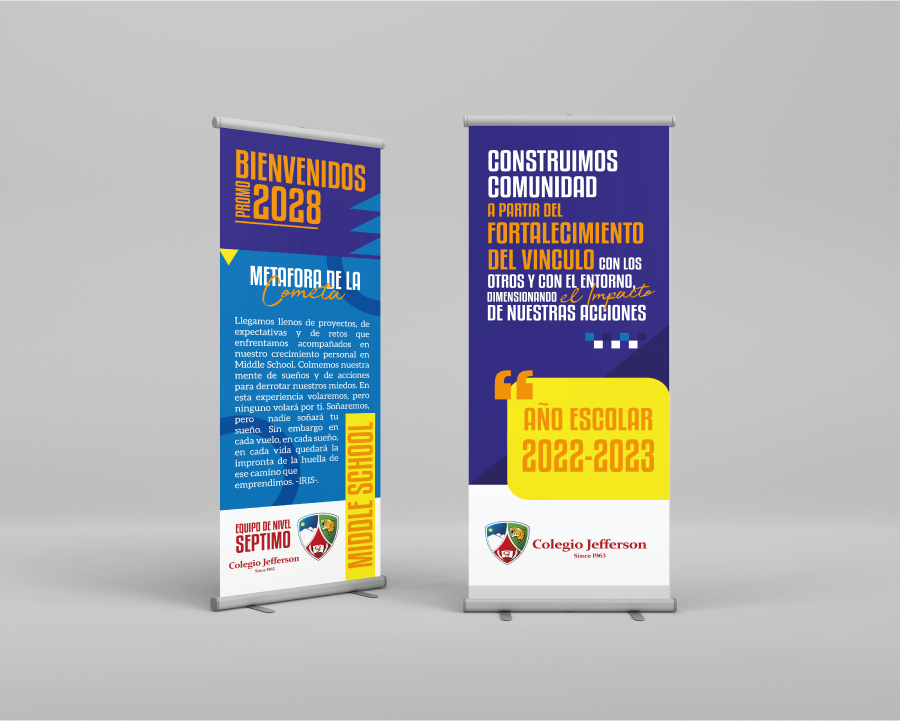 BIENVENIDOS
PROMO
2028
METAFORA DE LA
Cometa
Llegamos llenos de proyectos, de
expectativas y de retos que
enfrentamos acompañados en
nuestro crecimiento personal en
Middle School. Colmemos nuestra
mente de sueños y de acciones
para derrotar nuestros miedos. En
esta experiencia volaremos, pero
ninguno volará por ti. Soñaremos,
pero nadie soñará tu
sueño. Sin embargo en
cada vuelo, en cada sueño,
en cada vida quedará la
impronta de la huella de
ese camino que
emprendimos. -IRIS-.
MIDDLE SCHOOL
EQUIPO DE NIVEL
SEPTIMO
Colegio Jefferson
Since 1963
CONSTRUIMOS
COMUNIDAD
A PARTIR DEL
FORTALECIMIENTO
DEL VINCULO CON LOS
OTROS Y CON EL ENTORNO,
DIMENSIONANDO el Impacto
DE NUESTRAS ACCIONES
“
AÑO ESCOLAR
2022-2023
Colegio Jefferson
Since 1963